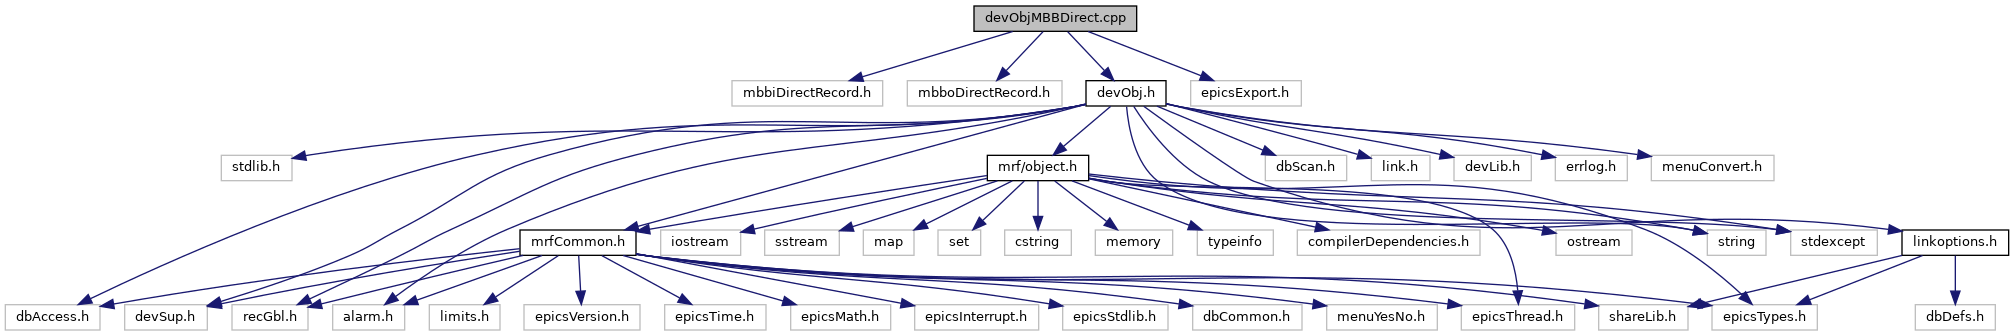 devObjMBBDirect.cpp
mbbiDirectRecord.h
mbboDirectRecord.h
devObj.h
epicsExport.h
stdlib.h
mrf/object.h
dbScan.h
link.h
devLib.h
errlog.h
menuConvert.h
mrfCommon.h
iostream
sstream
map
set
cstring
memory
typeinfo
compilerDependencies.h
ostream
string
stdexcept
linkoptions.h
dbAccess.h
devSup.h
recGbl.h
alarm.h
limits.h
epicsVersion.h
epicsTime.h
epicsMath.h
epicsInterrupt.h
epicsStdlib.h
dbCommon.h
menuYesNo.h
epicsThread.h
shareLib.h
epicsTypes.h
dbDefs.h